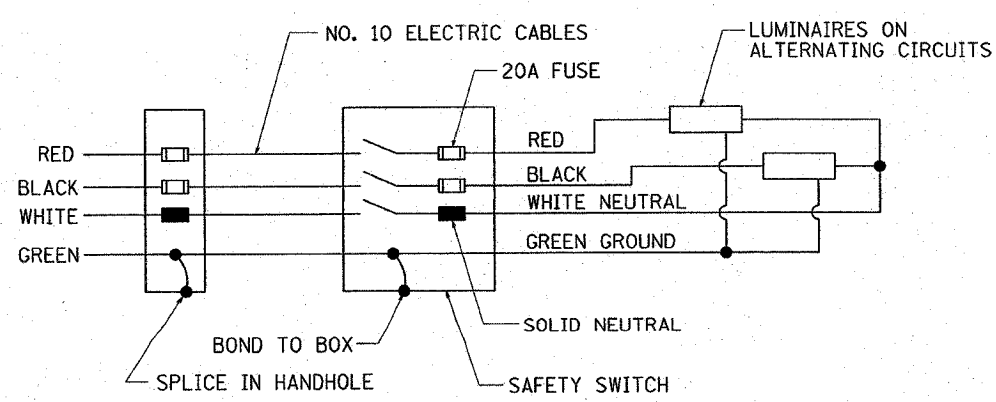 NO. 10 ELECTRIC CABLES
LUMINAIRES ON
ALTERNATING CIRCUITS
20A FUSE
RED
BLACK
WHITE
GREEN
RED
BLACK
WHITE NEUTRAL
GREEN GROUND
SOLID NEUTRAL
BOND TO BOX
SPLICE IN HANDHOLE
SAFETY SWITCH